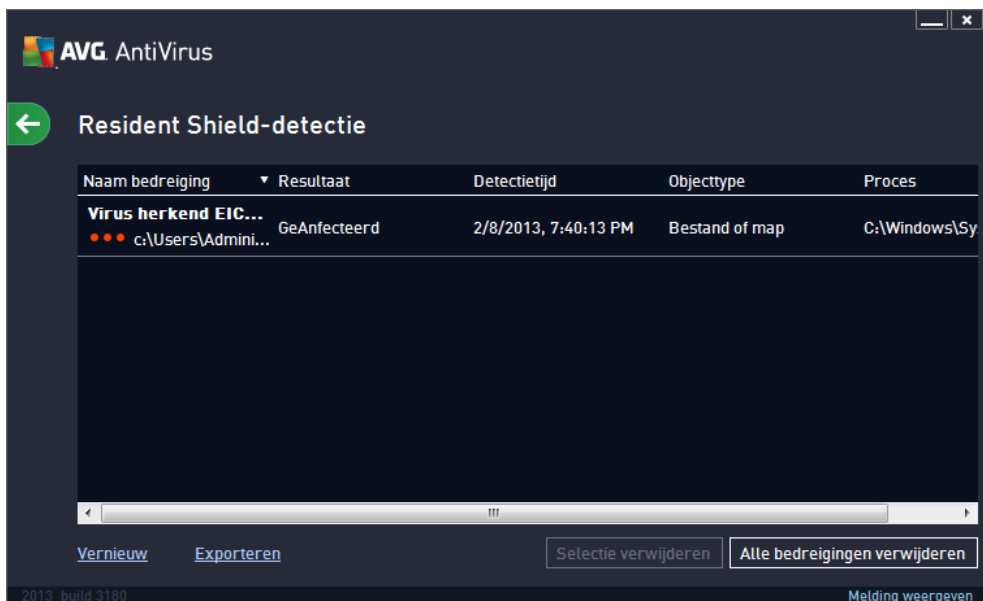 AVG. AntiVirus
Resident Shield-detectie
Naam bedreiging Resultaat Detectietijd Objecttype Proces
Virus herkend EIC...
c:\Users\Admini... GeAnfecteerd 2/8/2013, 7:40:13 PM Bestand of map C:\Windows\Sy
Vernieuw Exporteren Selectie verwijderen Alle bedreigingen verwijderen
2013 build 3180 Melding weergeven